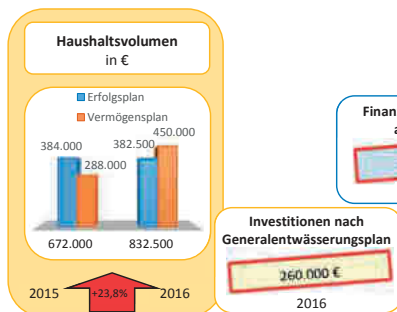 Haushaltsvolumen
in €
Erfolgsplan
Vermögensplan
384.000
288.000
382.500
450.000
672.000
832.500
2015
+23,8%
2016
Finan
a
Investitionen nach
Generalentwässerungsplan
260.000 €
2016